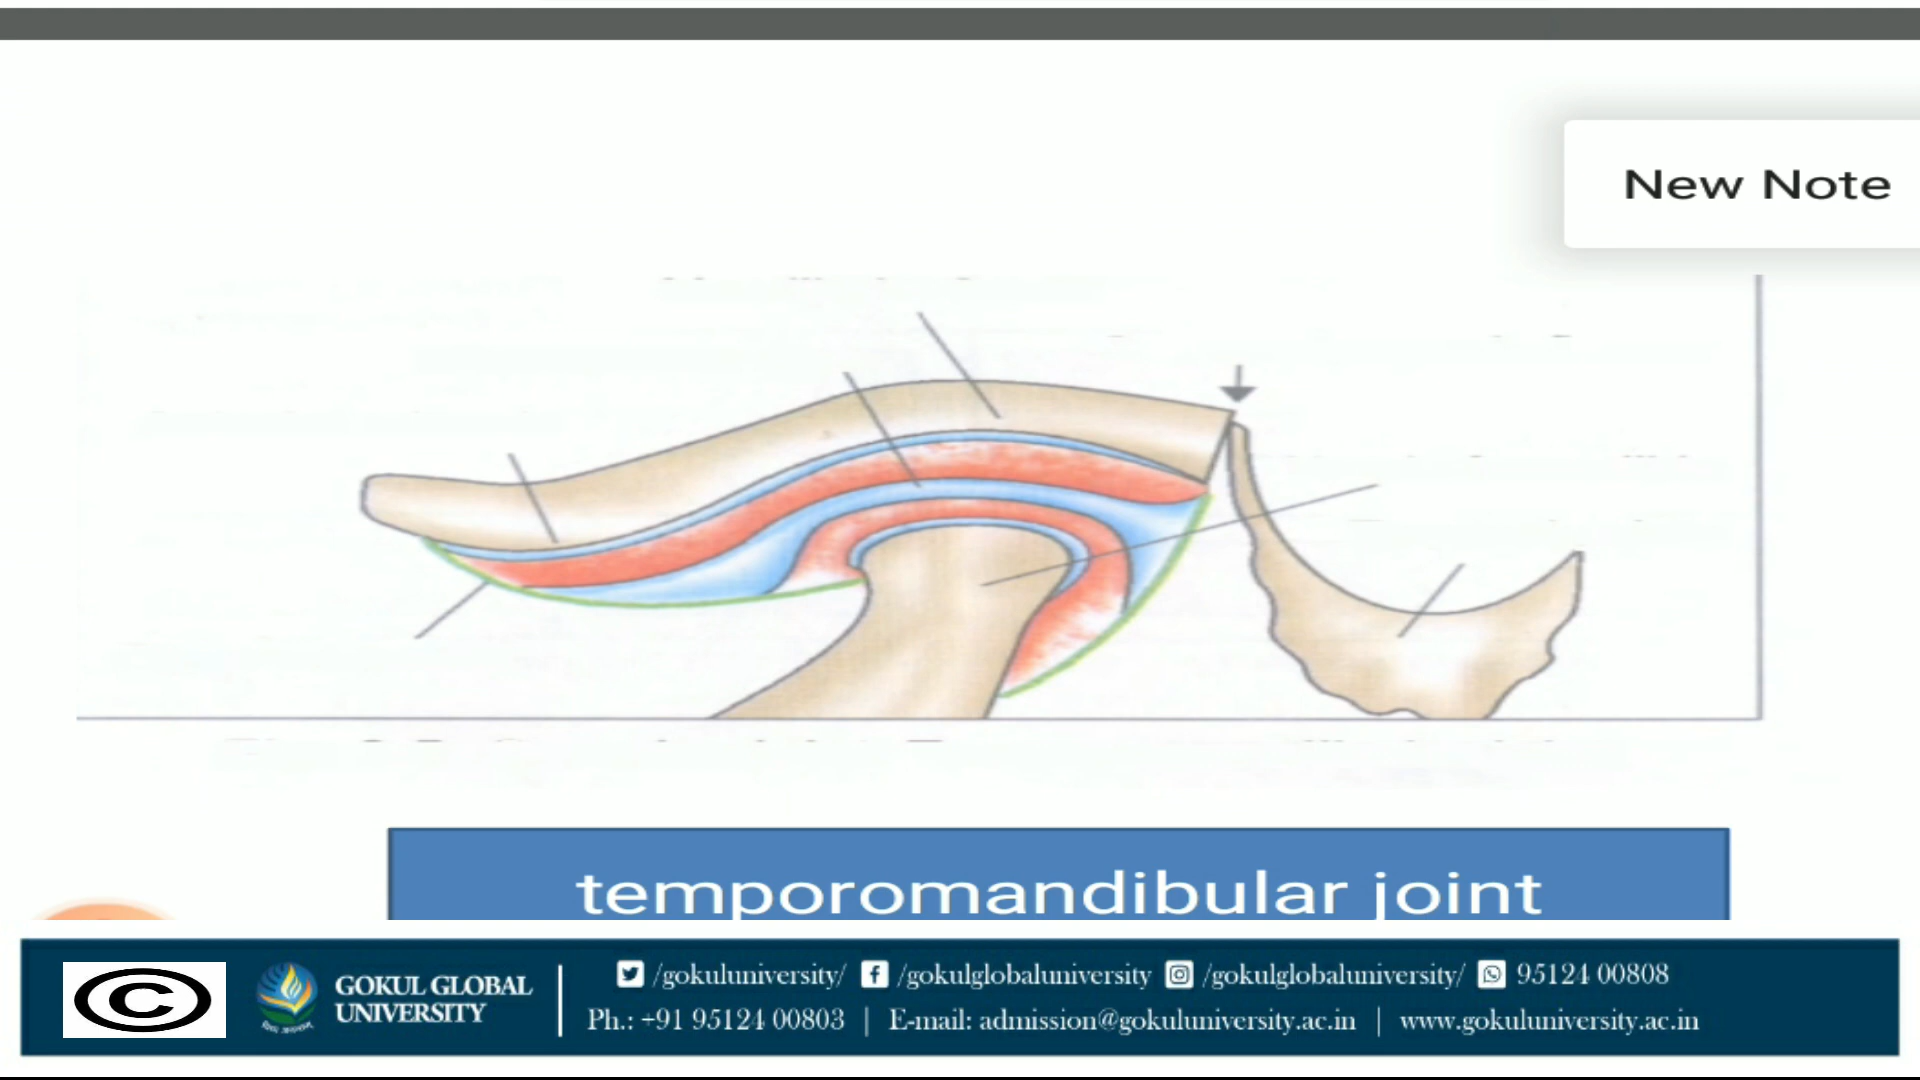 New Note
temporomandibular joint
©
GOKUL GLOBAL
UNIVERSITY
/gokuluniversity/ /gokulglobaluniversity /gokulglobaluniversity/ 95124 00808
Ph.: +91 95124 00803 | E-mail: admission@gokuluniversity.ac.in | www.gokuluniversity.ac.in